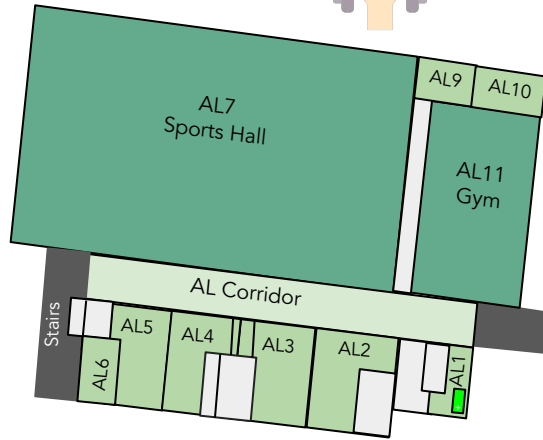 AL9
AL10
AL7
Sports Hall
AL11
Gym
AL Corridor
Stairs
AL5
AL4
AL3
AL2
AL1
AL6